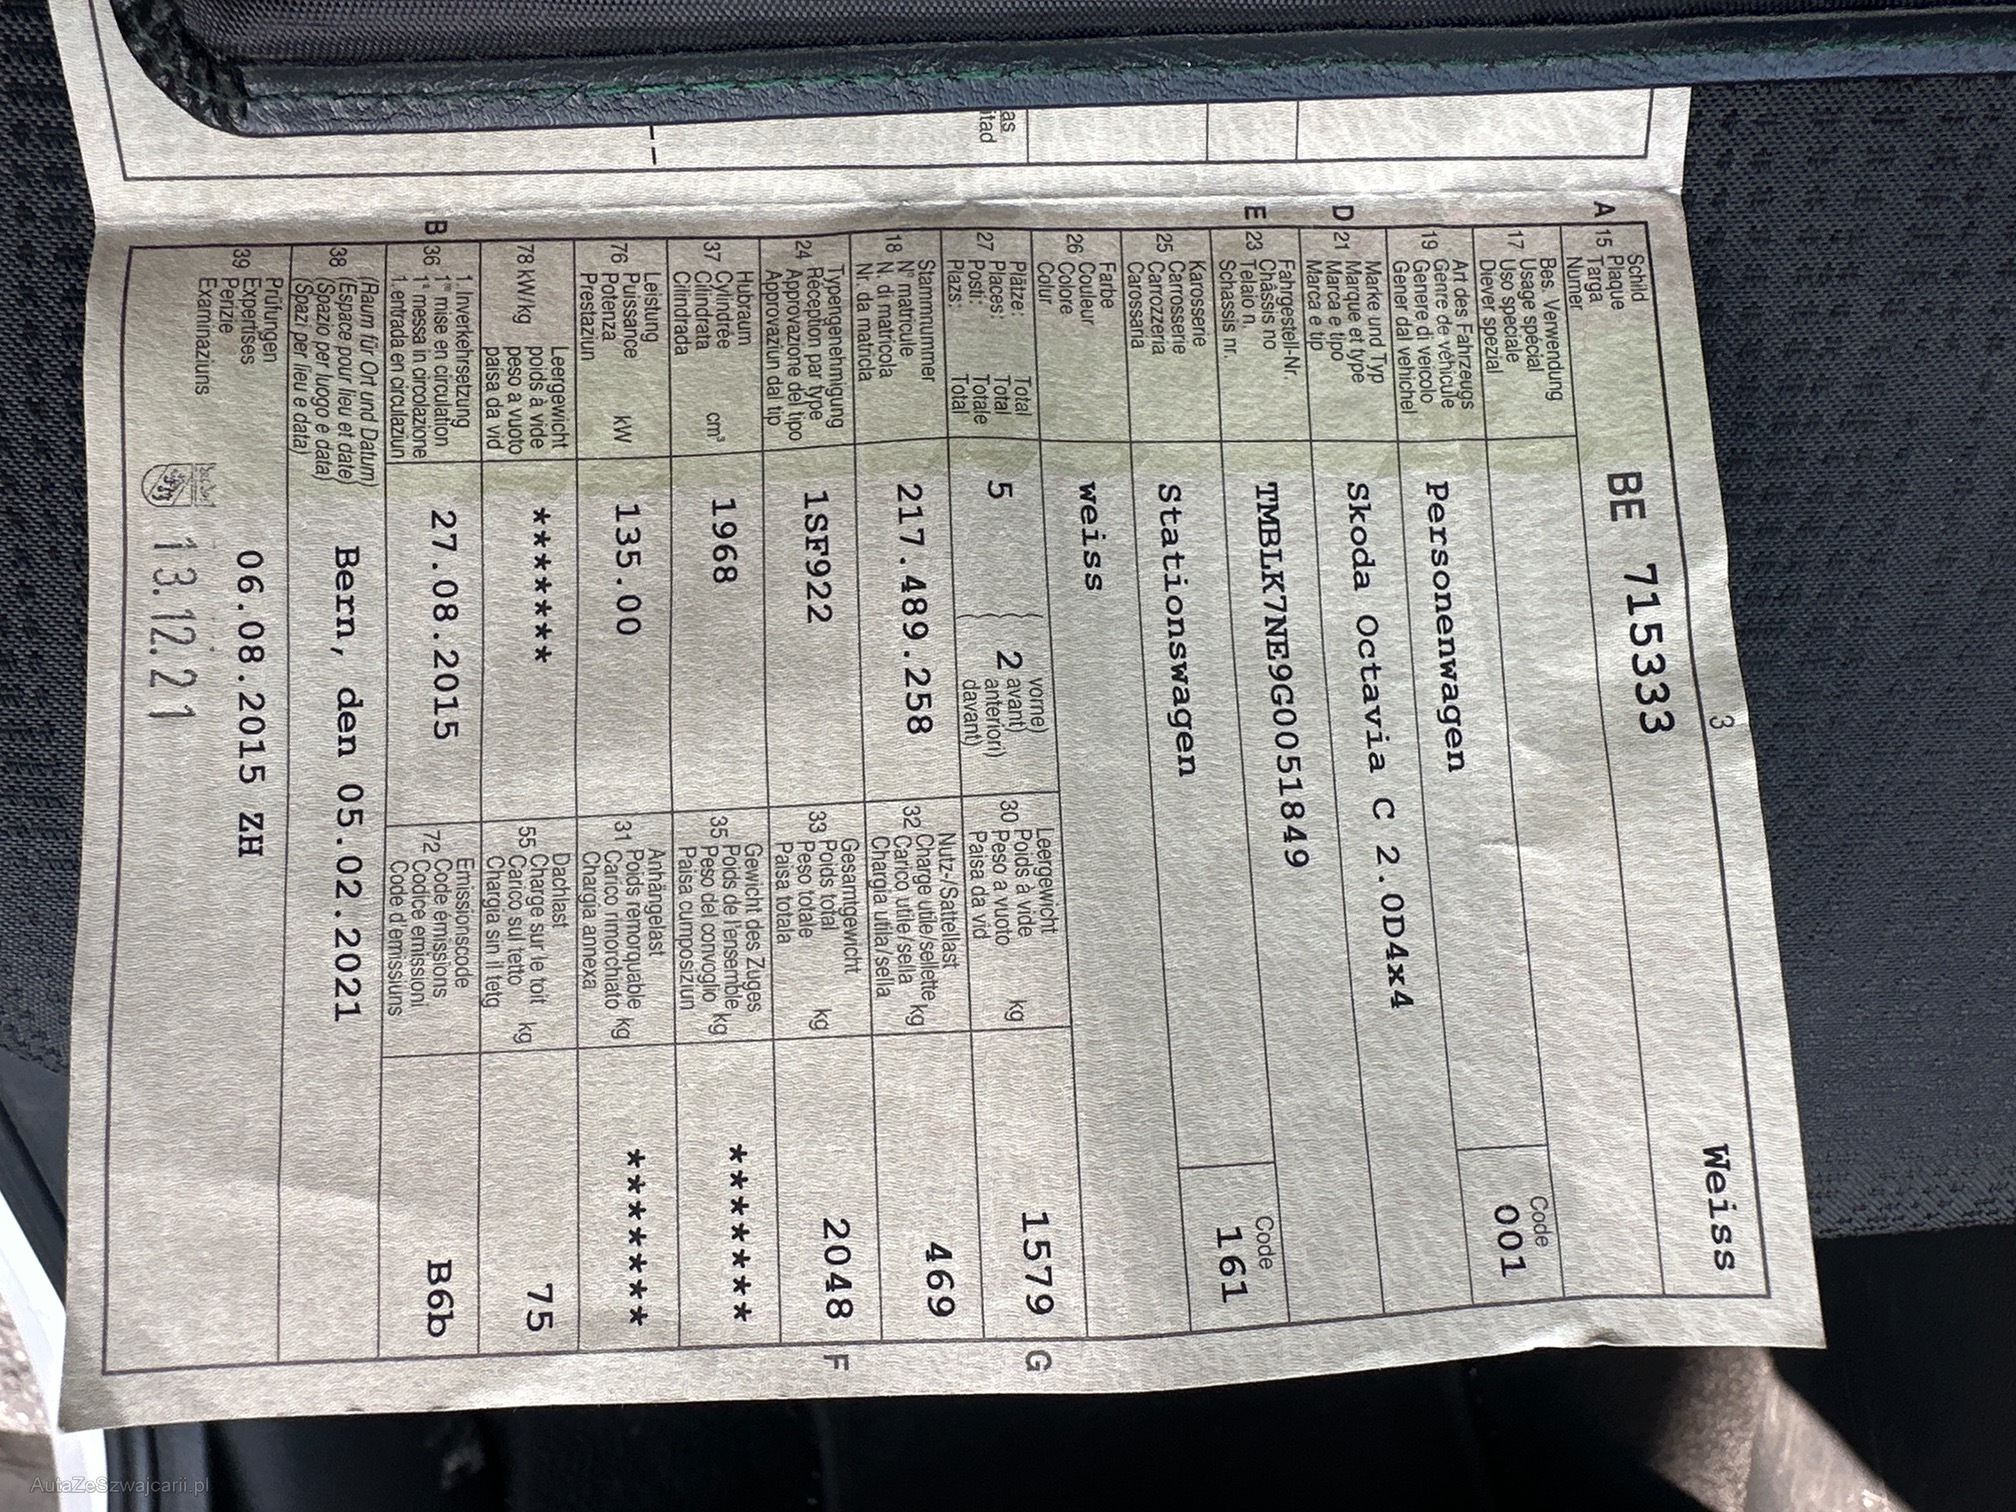 as
itad
--
3
Weiss
Schild
A 15 Plaque
Targa
Numer
BE 715333
Bes. Verwendung
17 Usage spécial
Uso speciale
Diever spezial
Code
001
Art des Fahrzeugs
19 Genre de véhicule
Genere di veicolo
Gener dal vehichel
Personenwagen
Marke und Typ
D 21 Marque et type
Marca e tipo
Marca e tip
Skoda Octavia C 2.0D4x4
Fahrgestell-Nr.
E 23 Châssis no
Telaio n.
Schassis nr.
TMBLK7NE9G0051849
Karosserie
25 Carrosserie
Carrozzeria
Carossaria
Stationswagen
Code
161
Farbe
26 Couleur
Colore
Colur
weiss
Plätze: Total
27 Places: Total
Posti: Totale
Plazs: Total
5
( vorne)
2 avant)
anteriori)
( davant)
Leergewicht
30 Poids à vide
Peso a vuoto kg
Paisa da vid
1579 G
Stammnummer
18 N° matricule
N. di matricola
Nr. da matricla
217.489.258
Nutz-/Sattellast
32 Charge utile/sellette
Carico utile/sella kg
Chargia utila/sella
469
Typengenehmigung
24 Réception par type
Approvazione del tipo
Approvaziun dal tip
1SF922
Gesamtgewicht
33 Poids total
Peso totale kg
Paisa totala
2048 F
Hubraum
37 Cylindrée
Cilindrata cm³
Cilindrada
1968
Gewicht des Zuges
35 Poids de l'ensemble
Peso del convoglio kg
Paisa cumposiziun
*******
Leistung
76 Puissance
Potenza kW
Prestaziun
135.00
Anhängelast
31 Poids remorquable
Carico rimorchiato kg
Chargia annexa
*******
78 kW/kg
Leergewicht
poids à vide
peso a vuoto
paisa da vid
******
Dachlast
55 Charge sur le toit
Carico sul tetto kg
Chargia sin il tetg
75
1. Inverkehrsetzung
B 36 1re mise en circulation
1a messa in circolazione
1. entrada en circulaziun
27.08.2015
Emissionscode
72 Code émissions
Codice emissioni
Code d'emissiuns
B6b
(Raum für Ort und Datum)
38 (Espace pour lieu et date)
(Spazio per luogo e data)
(Spazi per lieu e data)
Bern, den 05.02.2021
Prüfungen
39 Expertises
Perizie
Examinaziuns
06.08.2015 ZH
13.12.21
AutaZeSzwajcarii.pl